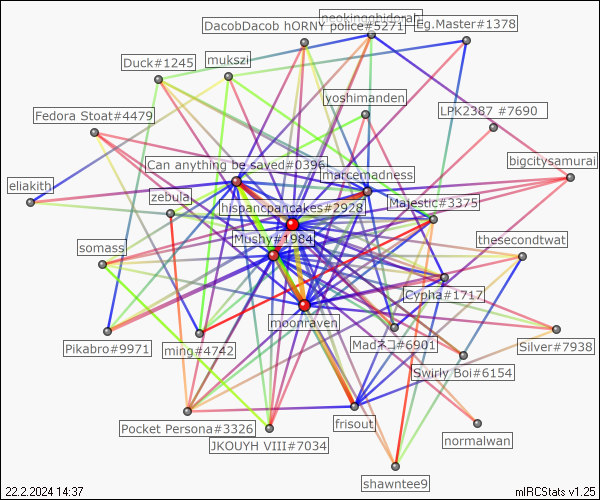 DacobDacob hORNY police#5271
Eg.Master#1378
Duck#1245
mukszi
yoshimanden
LPK2387 #7690
Fedora Stoat#4479
bigcitysamurai
Can anything be saved#0396
marcemadness
eliakith
zebula
hispanicpancakes#2928
Majestic#3375
Mushy#1984
thesecondtwat
somass
Cypha#1717
moonraven
Pikabro#9971
ming#4742
Madネコ#6901
Silver#7938
Swirly Boi#6154
Pocket Persona#3326
frisout
JKOUYH VIII#7034
normalwan
shawntee9
22.2.2024 14:37
mIRCStats v1.25